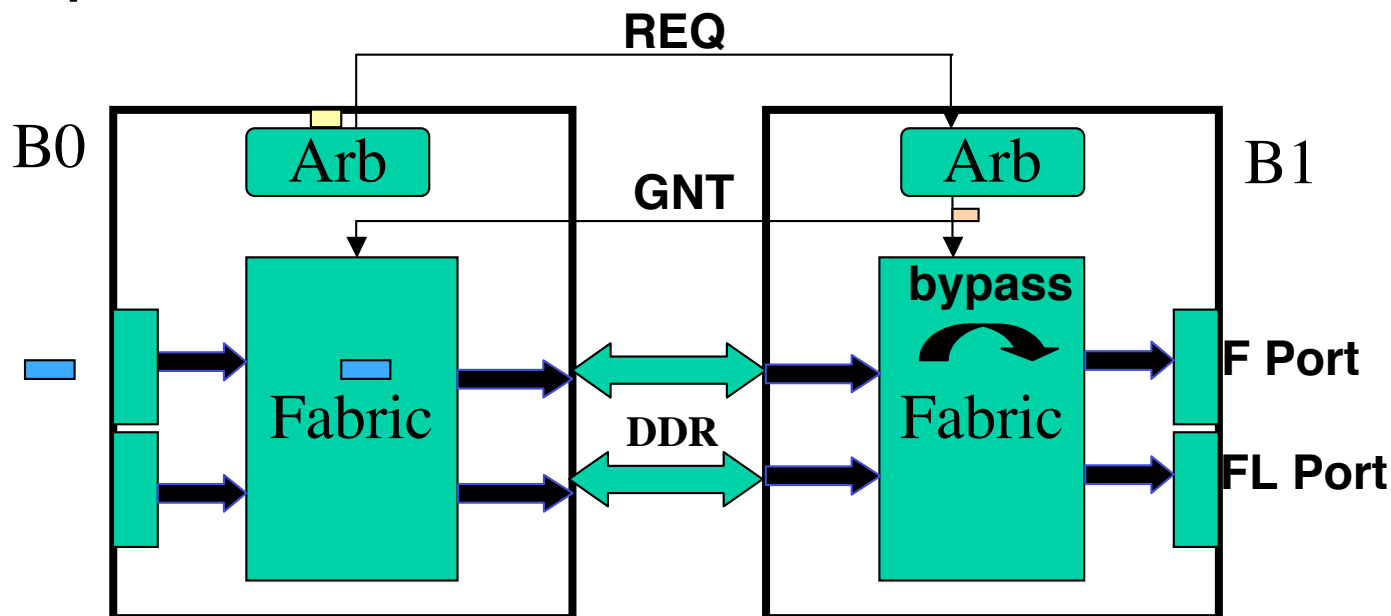 REQ
B0
Arb
Arb
B1
GNT
bypass
F Port
Fabric
Fabric
DDR
FL Port